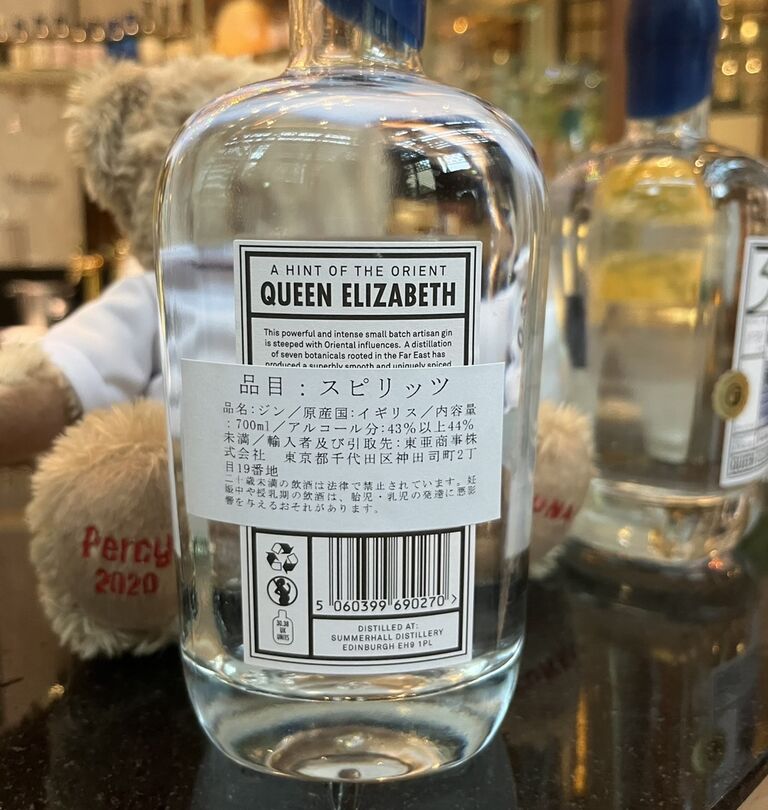 A HINT OF THE ORIENT
QUEEN ELIZABETH
This powerful and intense small batch artisan gin
is steeped with Oriental influences. A distillation
of seven botanicals rooted in the Far East has
produced a superbly smooth and uniquely spiced
品目:スピリッツ
品名:ジン/原産国:イギリス/内容量
:700ml/アルコール分:43%以上44%
未満/輸入者及び引取先:東亜商事株
式会社 東京都千代田区神田司町2丁
目19番地
二十歳未満の飲酒は法律で禁止されています。妊
娠中や授乳期の飲酒は、胎児・乳児の発達に悪影
響を与えるおそれがあります。
30.38
UK
UNITS
5 060399 690270 >
DISTILLED AT:
SUMMERHALL DISTILLERY
EDINBURGH EH9 1PL
Percy
2020